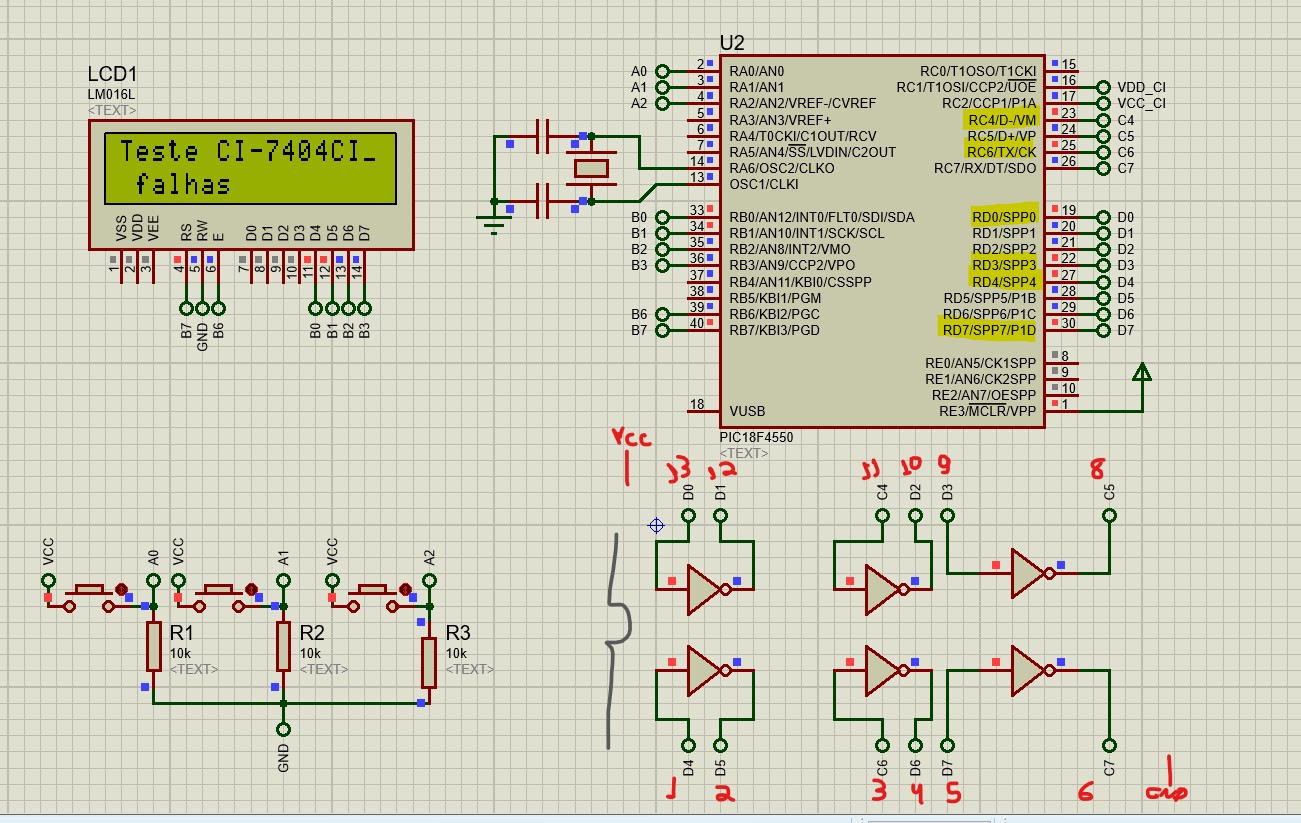 LCD1
LM016L
<TEXT>
Teste CI-7404CI_
falhas
VSS
VDD
VEE
RS
RW
E
D0
D1
D2
D3
D4
D5
D6
D7
1
2
3
4
5
6
7
8
9
10
11
12
13
14
B7
GND
B6
B0
B1
B2
B3
U2
A0 2 RA0/AN0 RC0/T1OSO/T1CKI 15
A1 3 RA1/AN1 RC1/T1OSI/CCP2/UOE 16 VDD_CI
A2 4 RA2/AN2/VREF-/CVREF RC2/CCP1/P1A 17 VCC_CI
5 RA3/AN3/VREF+ RC4/D-/VM 23 C4
6 RA4/T0CKI/C1OUT/RCV RC5/D+/VP 24 C5
7 RA5/AN4/SS/LVDIN/C2OUT RC6/TX/CK 25 C6
14 RA6/OSC2/CLKO RC7/RX/DT/SDO 26 C7
13 OSC1/CLKI
B0 33 RB0/AN12/INT0/FLT0/SDI/SDA RD0/SPP0 19 D0
B1 34 RB1/AN10/INT1/SCK/SCL RD1/SPP1 20 D1
B2 35 RB2/AN8/INT2/VMO RD2/SPP2 21 D2
B3 36 RB3/AN9/CCP2/VPO RD3/SPP3 22 D3
37 RB4/AN11/KBI0/CSSPP RD4/SPP4 27 D4
38 RB5/KBI1/PGM RD5/SPP5/P1B 28 D5
B6 39 RB6/KBI2/PGC RD6/SPP6/P1C 29 D6
B7 40 RB7/KBI3/PGD RD7/SPP7/P1D 30 D7
RE0/AN5/CK1SPP 8
RE1/AN6/CK2SPP 9
RE2/AN7/OESPP 10
18 VUSB RE3/MCLR/VPP 1
PIC18F4550
<TEXT>
VCC
A0
VCC
A1
VCC
A2
R1
10k
<TEXT>
R2
10k
<TEXT>
R3
10k
<TEXT>
GND
Vcc
13 12 11 10 9 8
D0 D1 C4 D2 D3 C5
D4 D5 C6 D6 D7 C7
1 2 3 4 5 6 GND